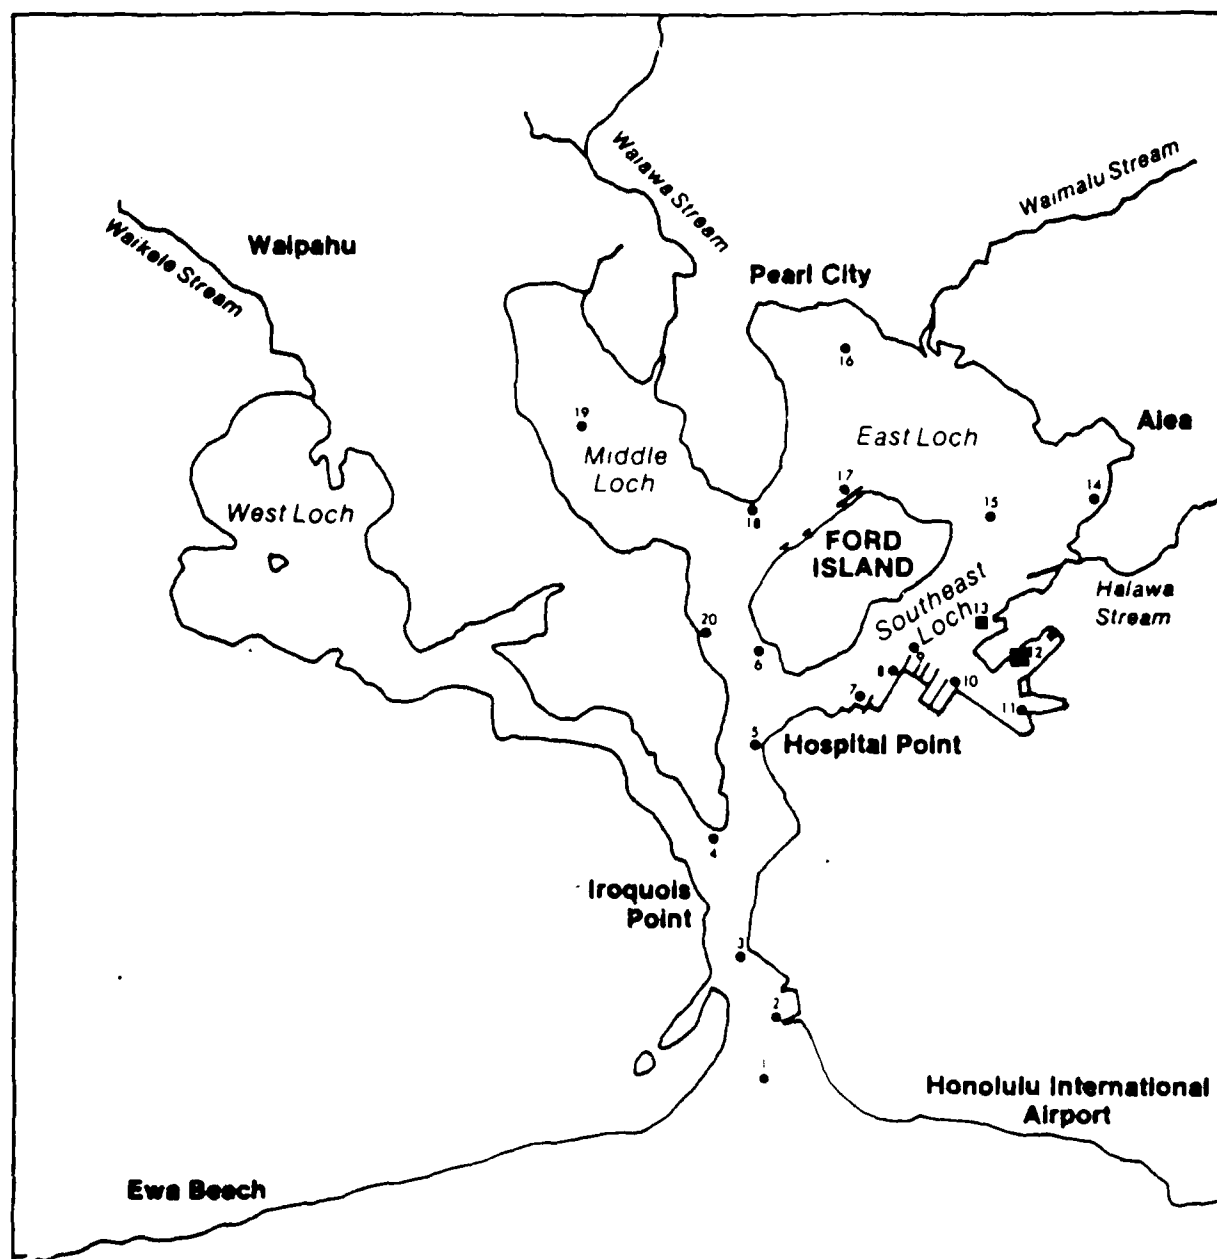 Waiawa Stream
Waimalu Stream
Waikele Stream
Waipahu
Pearl City
16
Aiea
19
East Loch
Middle
Loch
17
14
West Loch
18
15
FORD
ISLAND
Halawa
Stream
Southeast
Loch
13
20
6
9
12
8
10
7
11
5
Hospital Point
4
Iroquois
Point
3
2
1
Honolulu International
Airport
Ewa Beach